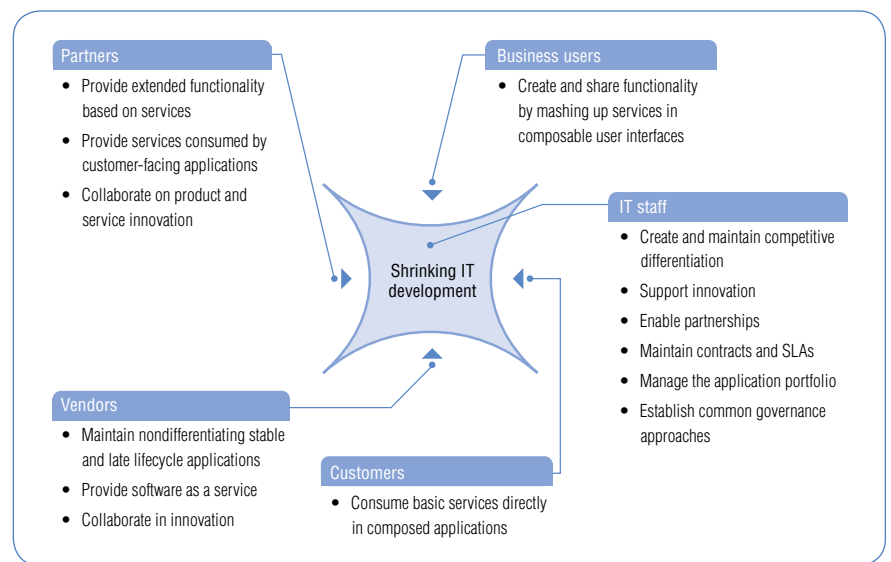 Partners
• Provide extended functionality
based on services
• Provide services consumed by
customer-facing applications
• Collaborate on product and
service innovation
Business users
• Create and share functionality
by mashing up services in
composable user interfaces
IT staff
• Create and maintain competitive
differentiation
• Support innovation
• Enable partnerships
• Maintain contracts and SLAs
• Manage the application portfolio
• Establish common governance
approaches
Shrinking IT
development
Vendors
• Maintain nondifferentiating stable
and late lifecycle applications
• Provide software as a service
• Collaborate in innovation
Customers
• Consume basic services directly
in composed applications